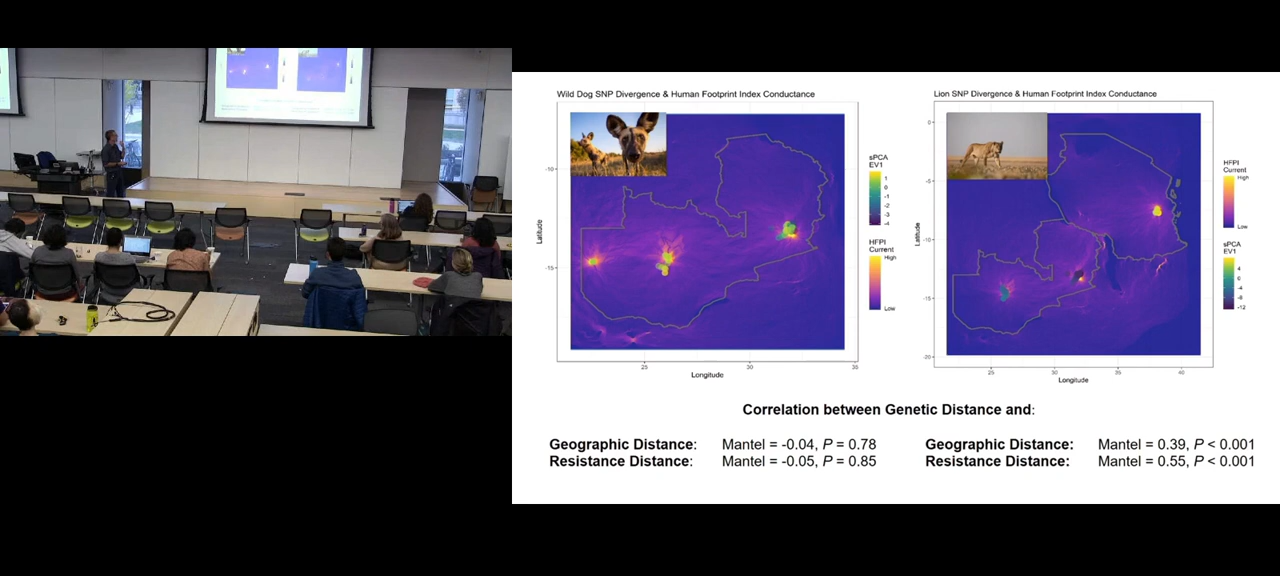 Wild Dog SNP Divergence & Human Footprint Index Conductance
-10
-15
Latitude
25
30
35
Longitude
sPCA
EV1
1
0
-1
-2
-3
-4
HFPI
Current
High
Low
Lion SNP Divergence & Human Footprint Index Conductance
0
-5
-10
-15
-20
Latitude
25
30
35
40
Longitude
HFPI
Current
High
Low
sPCA
EV1
4
0
-4
-8
-12
Correlation between Genetic Distance and:
Geographic Distance: Mantel = -0.04, P = 0.78
Resistance Distance: Mantel = -0.05, P = 0.85
Geographic Distance: Mantel = 0.39, P < 0.001
Resistance Distance: Mantel = 0.55, P < 0.001